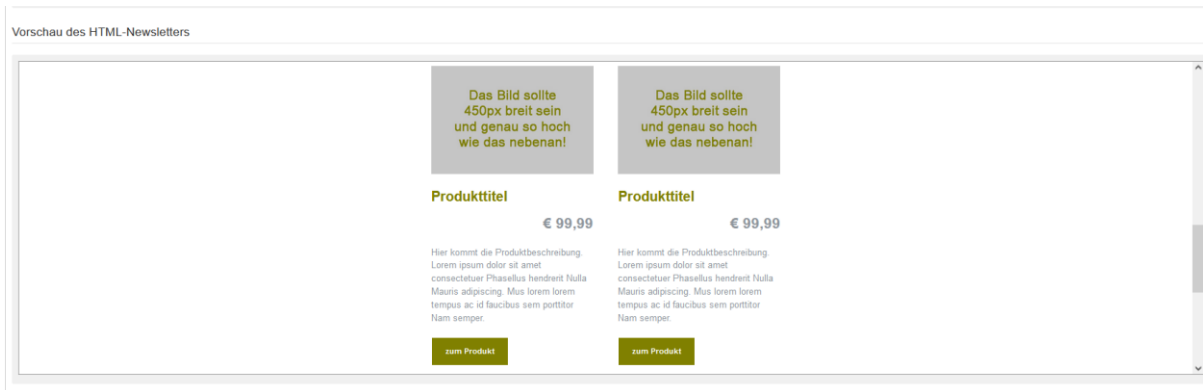 Vorschau des HTML-Newsletters
Das Bild sollte
450px breit sein
und genau so hoch
wie das nebenan!
Produkttitel
€ 99,99
Hier kommt die Produktbeschreibung.
Lorem ipsum dolor sit amet
consectetuer Phasellus hendrerit Nulla
Mauris adipiscing. Mus lorem lorem
tempus ac id faucibus sem porttitor
Nam semper.
zum Produkt
Das Bild sollte
450px breit sein
und genau so hoch
wie das nebenan!
Produkttitel
€ 99,99
Hier kommt die Produktbeschreibung.
Lorem ipsum dolor sit amet
consectetuer Phasellus hendrerit Nulla
Mauris adipiscing. Mus lorem lorem
tempus ac id faucibus sem porttitor
Nam semper.
zum Produkt